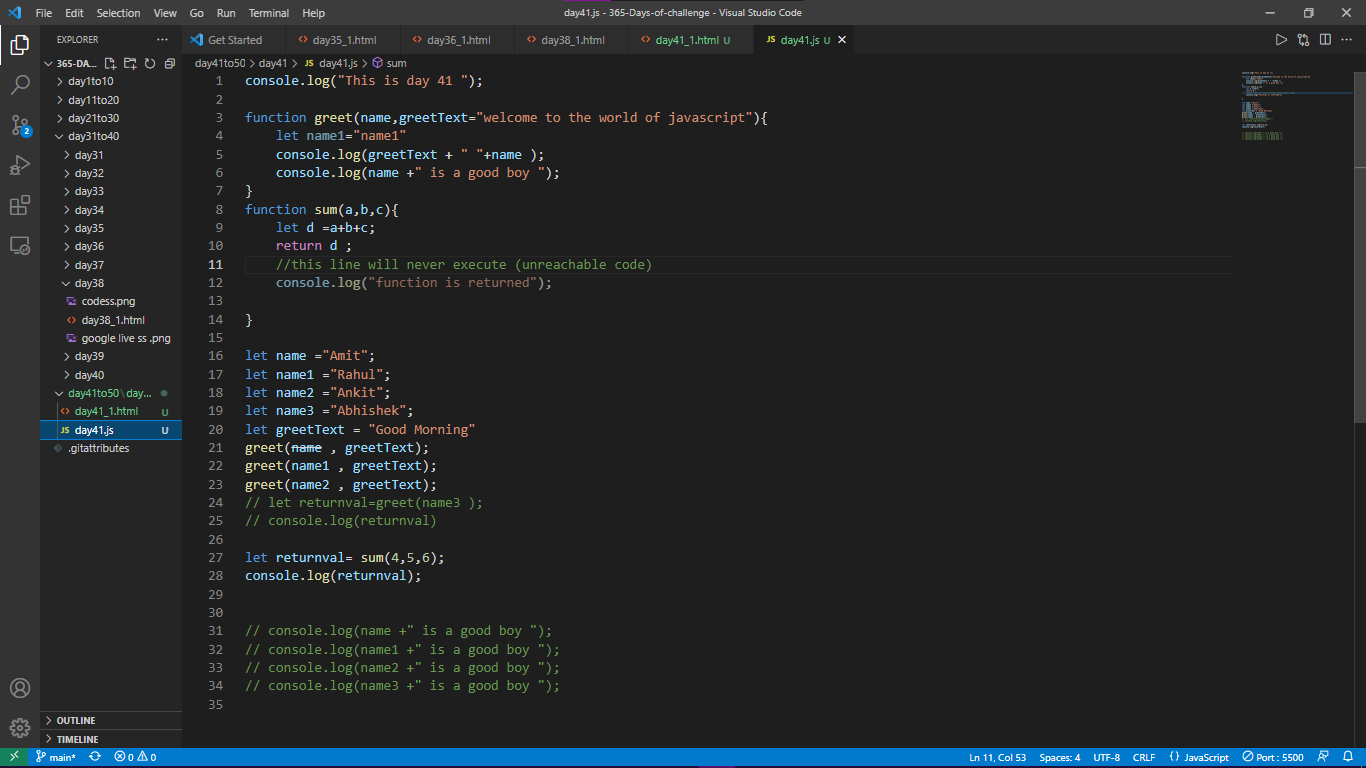 File Edit Selection View Go Run Terminal Help day41.js - 365-Days-of-challenge - Visual Studio Code
EXPLORER ···
Get Started day35_1.html day36_1.html day38_1.html day41_1.html U JS day41.js U
365-DA...
day1to10
day11to20
day21to30
day31to40
day31
day32
day33
day34
day35
day36
day37
day38
codess.png
day38_1.html
google live ss .png
day39
day40
day41to50\day...
day41_1.html U
JS day41.js U
.gitattributes
OUTLINE
TIMELINE
2
day41to50 > day41 > JS day41.js > sum
1 console.log("This is day 41 ");
2
3 function greet(name,greetText="welcome to the world of javascript"){
4 let name1="name1"
5 console.log(greetText + " "+name );
6 console.log(name +" is a good boy ");
7 }
8 function sum(a,b,c){
9 let d =a+b+c;
10 return d ;
11 //this line will never execute (unreachable code)
12 console.log("function is returned");
13
14 }
15
16 let name ="Amit";
17 let name1 ="Rahul";
18 let name2 ="Ankit";
19 let name3 ="Abhishek";
20 let greetText = "Good Morning"
21 greet(name , greetText);
22 greet(name1 , greetText);
23 greet(name2 , greetText);
24 // let returnval=greet(name3 );
25 // console.log(returnval)
26
27 let returnval= sum(4,5,6);
28 console.log(returnval);
29
30
31 // console.log(name +" is a good boy ");
32 // console.log(name1 +" is a good boy ");
33 // console.log(name2 +" is a good boy ");
34 // console.log(name3 +" is a good boy ");
35
main* 0 0 Ln 11, Col 53 Spaces: 4 UTF-8 CRLF {} JavaScript Port : 5500